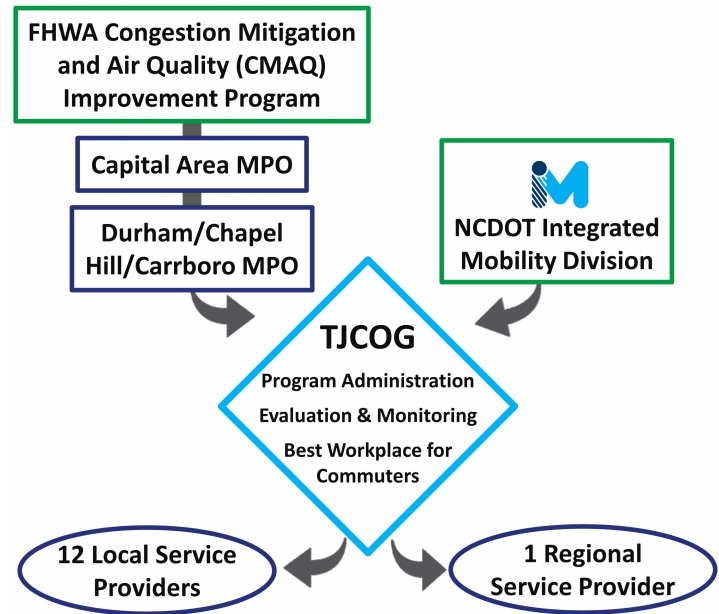 FHWA Congestion Mitigation
and Air Quality (CMAQ)
Improvement Program
Capital Area MPO
Durham/Chapel
Hill/Carrboro MPO
iM
NCDOT Integrated
Mobility Division
TJCOG
Program Administration
Evaluation & Monitoring
Best Workplace for
Commuters
12 Local Service
Providers
1 Regional
Service Provider